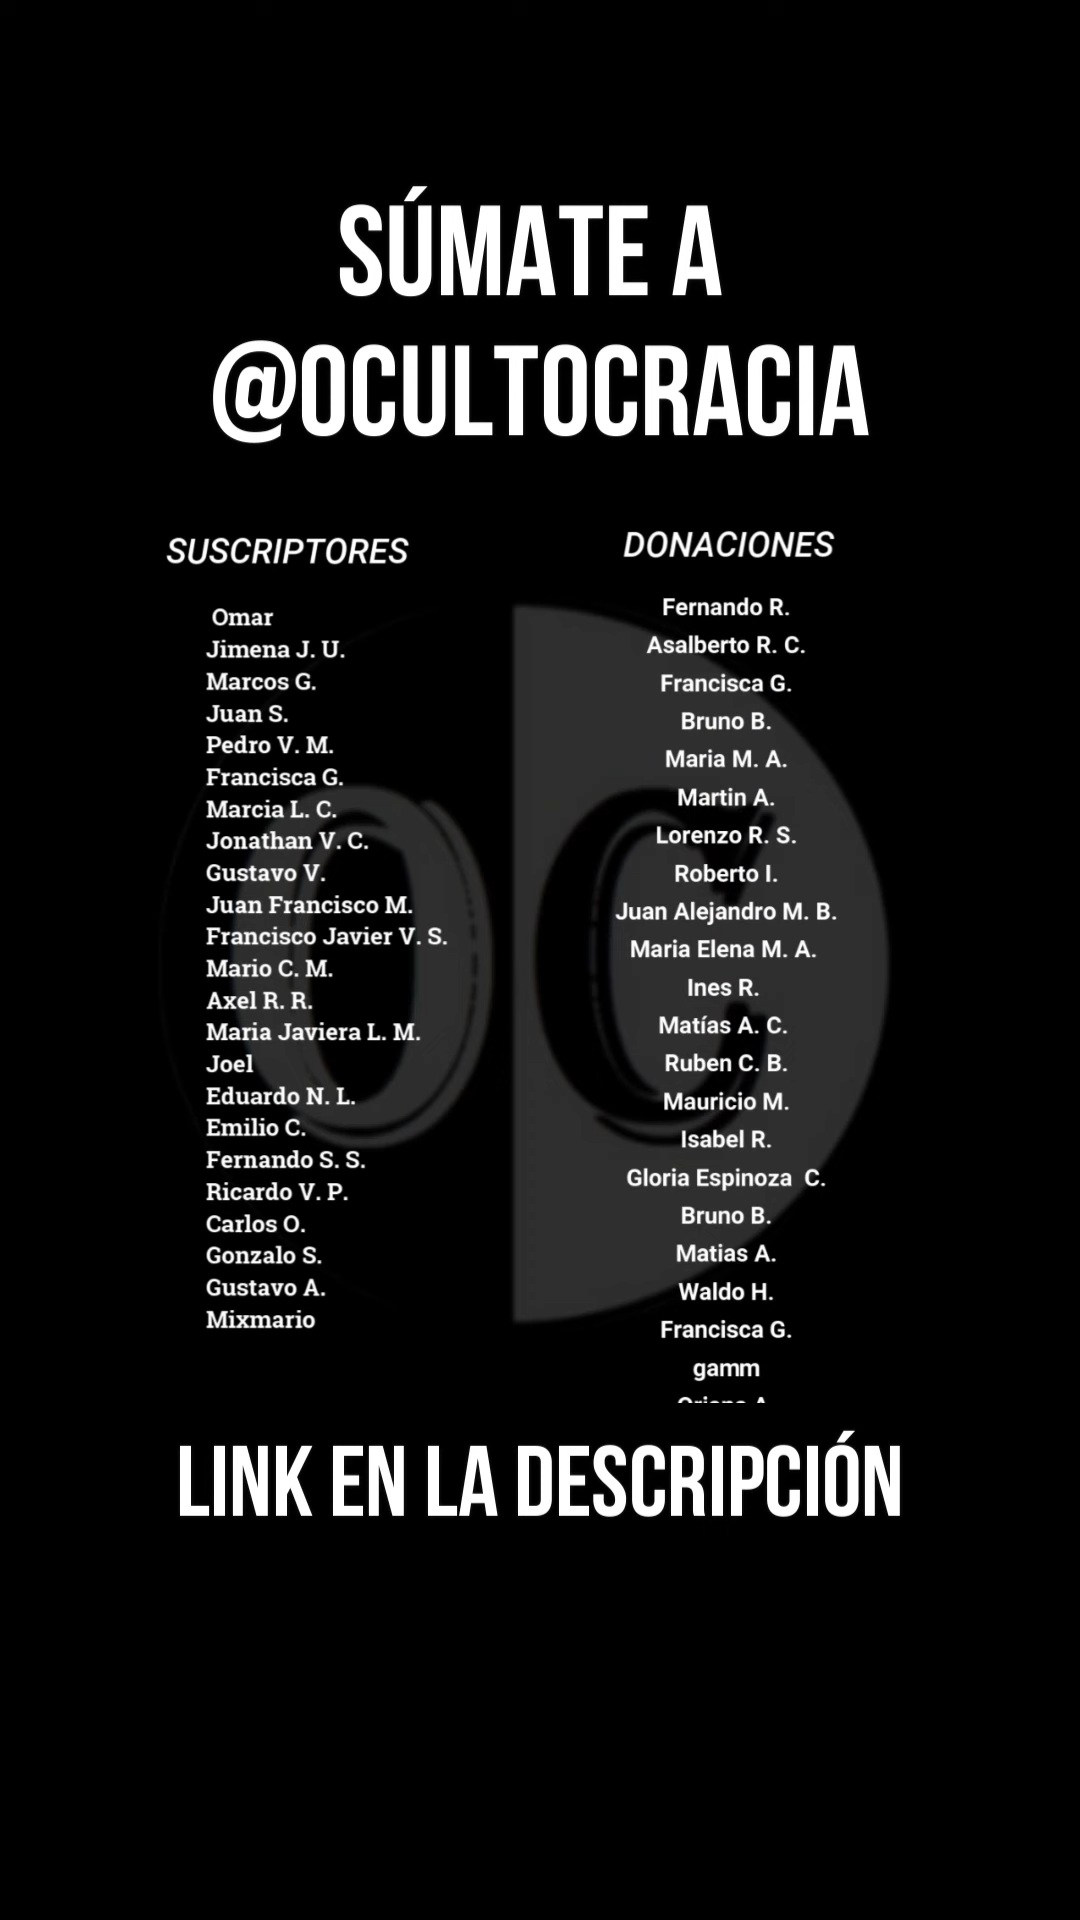 SÚMATE A
@OCULTOCRACIA
SUSCRIPTORES
Omar
Jimena J. U.
Marcos G.
Juan S.
Pedro V. M.
Francisca G.
Marcia L. C.
Jonathan V. C.
Gustavo V.
Juan Francisco M.
Francisco Javier V. S.
Mario C. M.
Axel R. R.
Maria Javiera L. M.
Joel
Eduardo N. L.
Emilio C.
Fernando S. S.
Ricardo V. P.
Carlos O.
Gonzalo S.
Gustavo A.
Mixmario
DONACIONES
Fernando R.
Asalberto R. C.
Francisca G.
Bruno B.
Maria M. A.
Martin A.
Lorenzo R. S.
Roberto I.
Juan Alejandro M. B.
Maria Elena M. A.
Ines R.
Matías A. C.
Ruben C. B.
Mauricio M.
Isabel R.
Gloria Espinoza  C.
Bruno B.
Matias A.
Waldo H.
Francisca G.
gamm
OC
LINK EN LA DESCRIPCIÓN